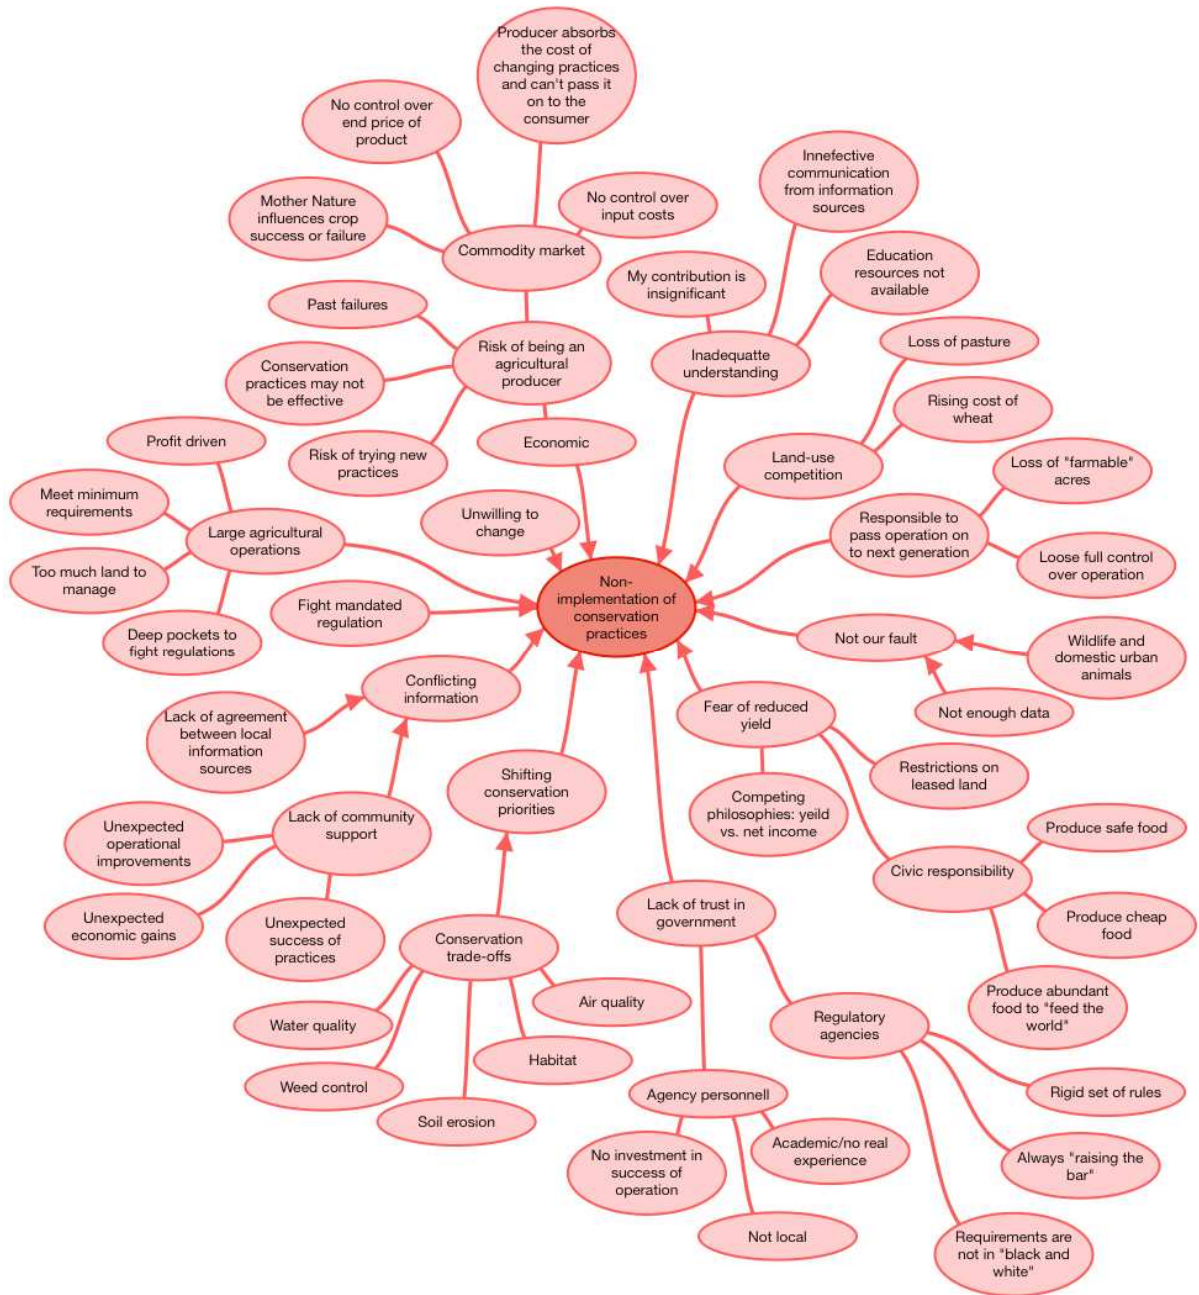 Producer absorbs
the cost of
changing practices
and can't pass it
on to the
consumer
No control over
end price of
product
Mother Nature
influences crop
success or failure
No control over
input costs
Commodity market
Innefective
communication
from information
sources
Education
resources not
available
My contribution is
insignificant
Inadequatte
understanding
Past failures
Conservation
practices may not
be effective
Risk of being an
agricultural
producer
Risk of trying new
practices
Economic
Loss of pasture
Rising cost of
wheat
Land-use
competition
Loss of "farmable"
acres
Responsible to
pass operation on
to next generation
Loose full control
over operation
Profit driven
Meet minimum
requirements
Large agricultural
operations
Too much land to
manage
Deep pockets to
fight regulations
Unwilling to
change
Fight mandated
regulation
Non-
implementation of
conservation
practices
Not our fault
Wildlife and
domestic urban
animals
Not enough data
Conflicting
information
Lack of agreement
between local
information
sources
Lack of community
support
Unexpected
operational
improvements
Unexpected
economic gains
Unexpected
success of
practices
Shifting
conservation
priorities
Conservation
trade-offs
Water quality
Weed control
Soil erosion
Habitat
Air quality
Fear of reduced
yield
Competing
philosophies: yeild
vs. net income
Restrictions on
leased land
Civic responsibility
Produce safe food
Produce cheap
food
Produce abundant
food to "feed the
world"
Lack of trust in
government
Regulatory
agencies
Rigid set of rules
Always "raising the
bar"
Requirements are
not in "black and
white"
Agency personnell
No investment in
success of
operation
Academic/no real
experience
Not local